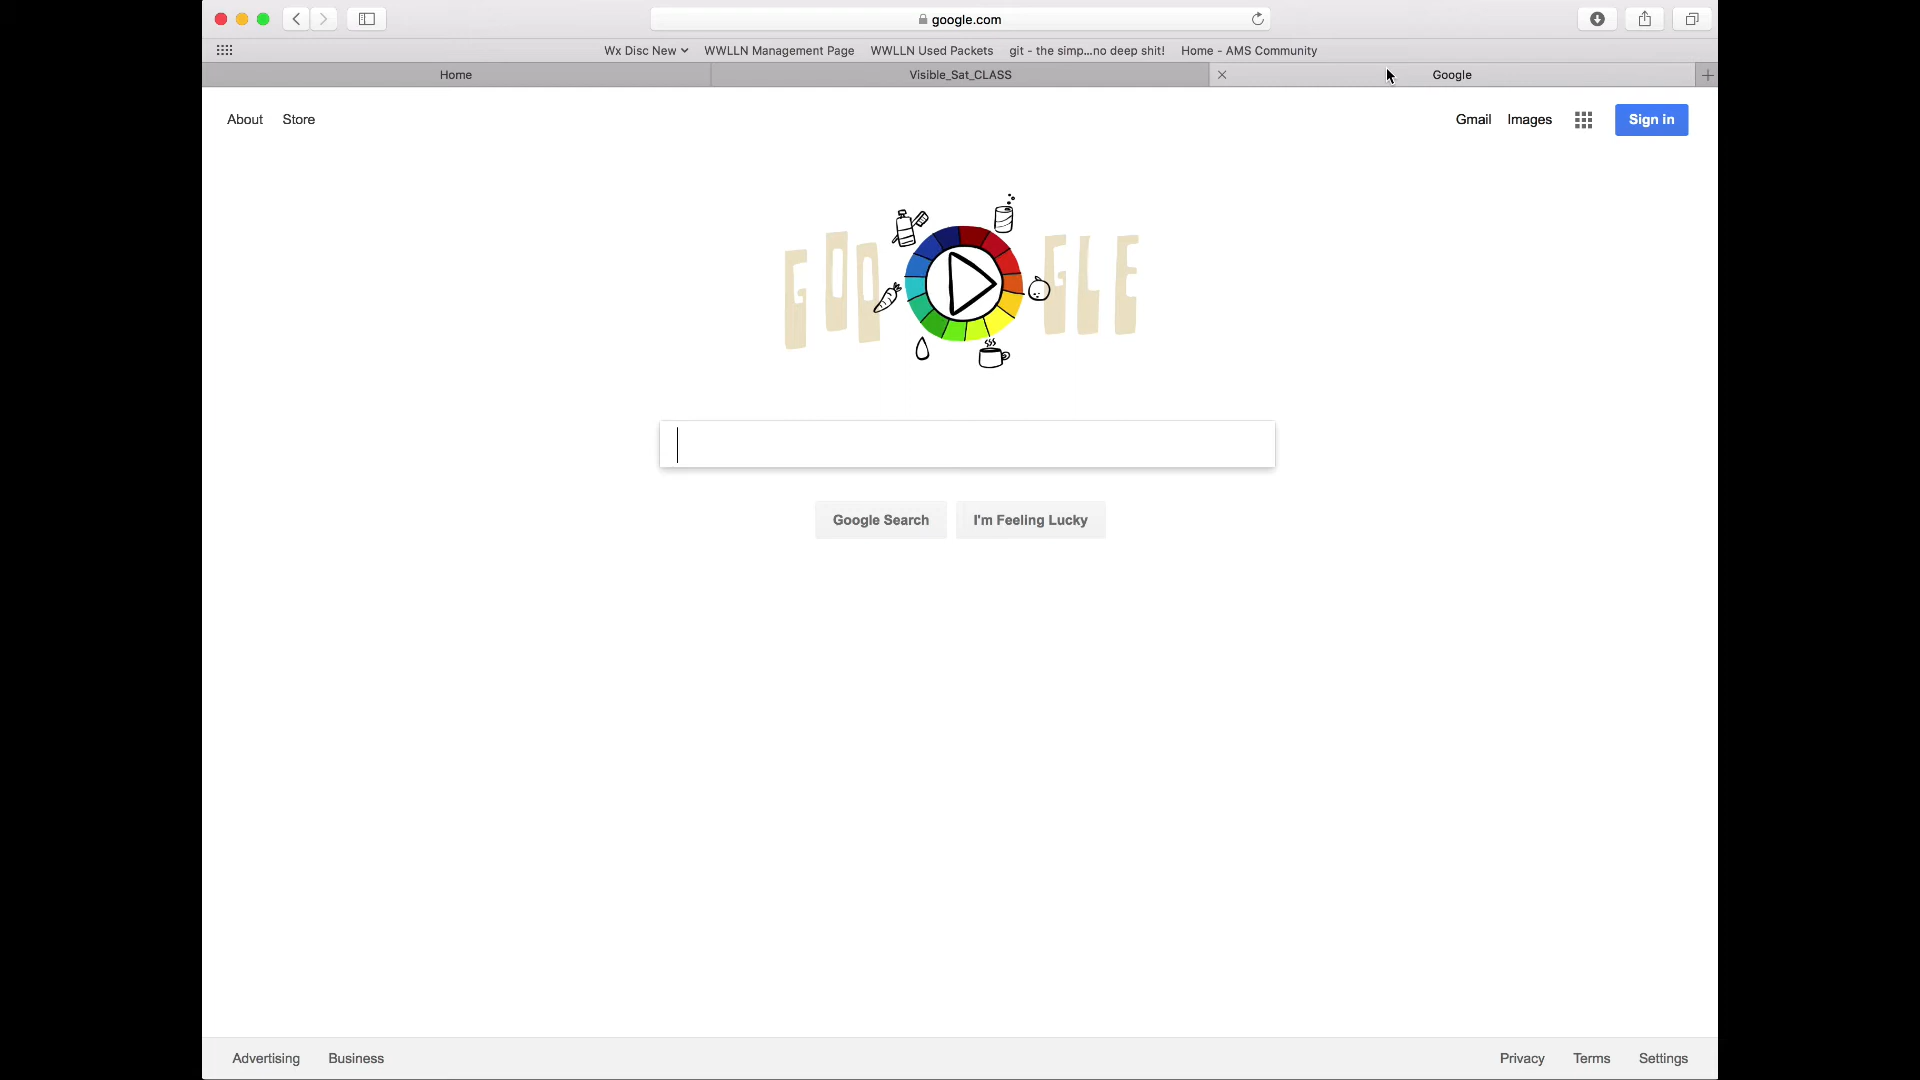 google.com
Wx Disc New WWLLN Management Page WWLLN Used Packets git - the simp...no deep shit! Home - AMS Community
Home Visible_Sat_CLASS Google
About Store Gmail Images Sign in
GOOGLE
Google Search I'm Feeling Lucky
Advertising Business Privacy Terms Settings